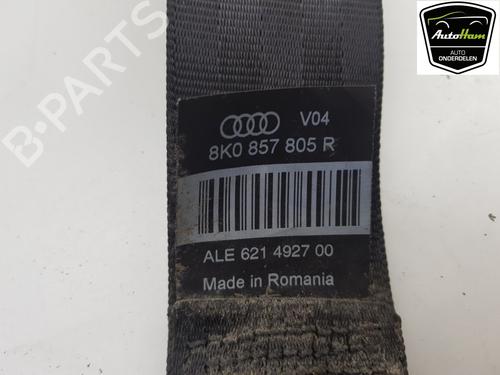 AutoHam
AUTO
ONDERDELEN
B-PARTS
V04
8K0 857 805 R
ALE 621 4927 00
Made in Romania